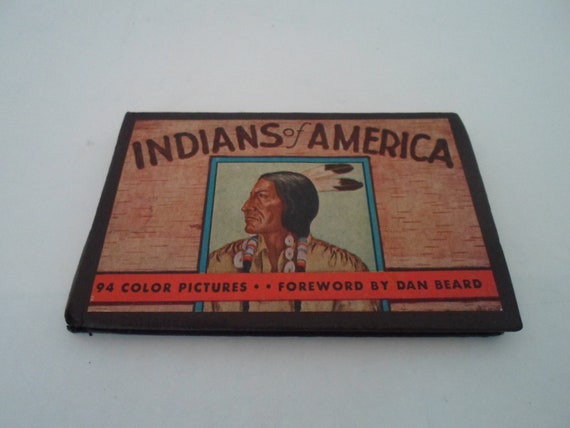 INDIANS of AMERICA
94 COLOR PICTURES • • FOREWORD BY DAN BEARD